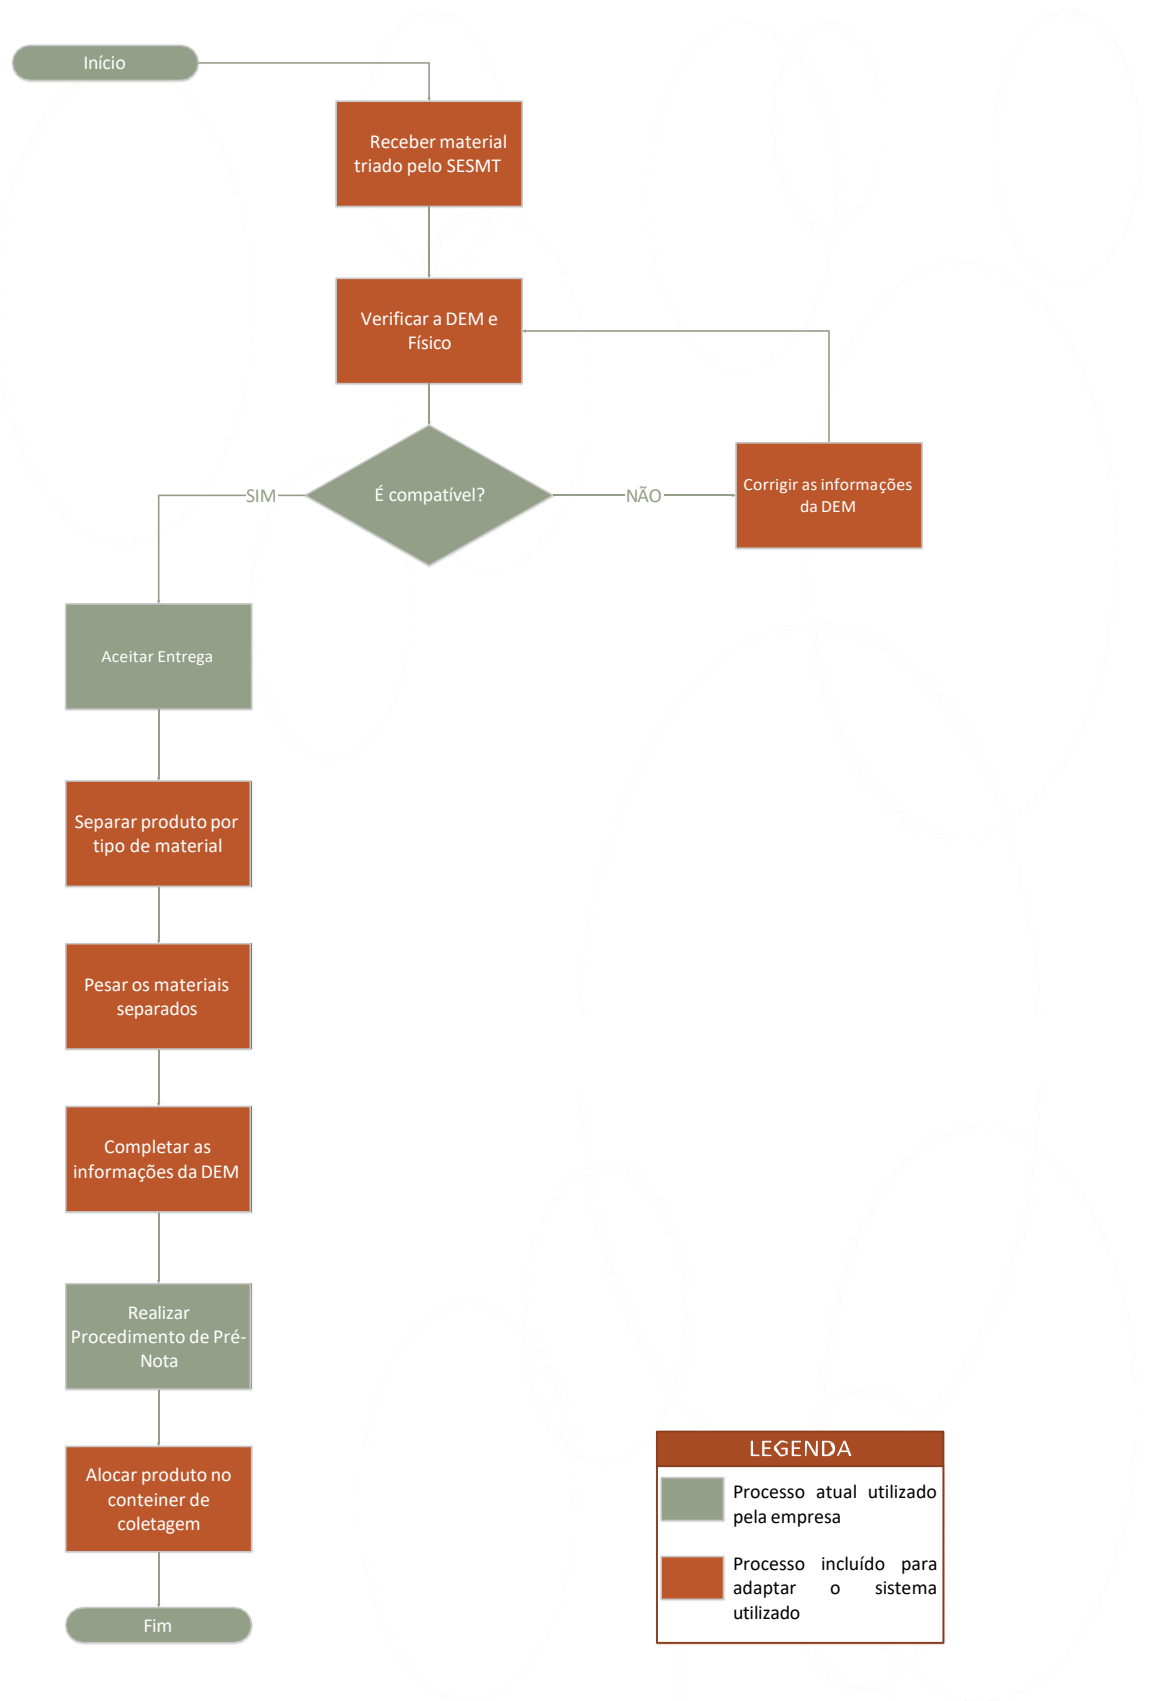 Início
Receber material
triado pelo SESMT
Verificar a DEM e
Físico
É compatível?
SIM
NÃO
Corrigir as informações
da DEM
Aceitar Entrega
Separar produto por
tipo de material
Pesar os materiais
separados
Completar as
informações da DEM
Realizar
Procedimento de Pré-
Nota
Alocar produto no
conteiner de
coletagem
Fim
LEGENDA
Processo atual utilizado
pela empresa
Processo incluído para
adaptar o sistema
utilizado